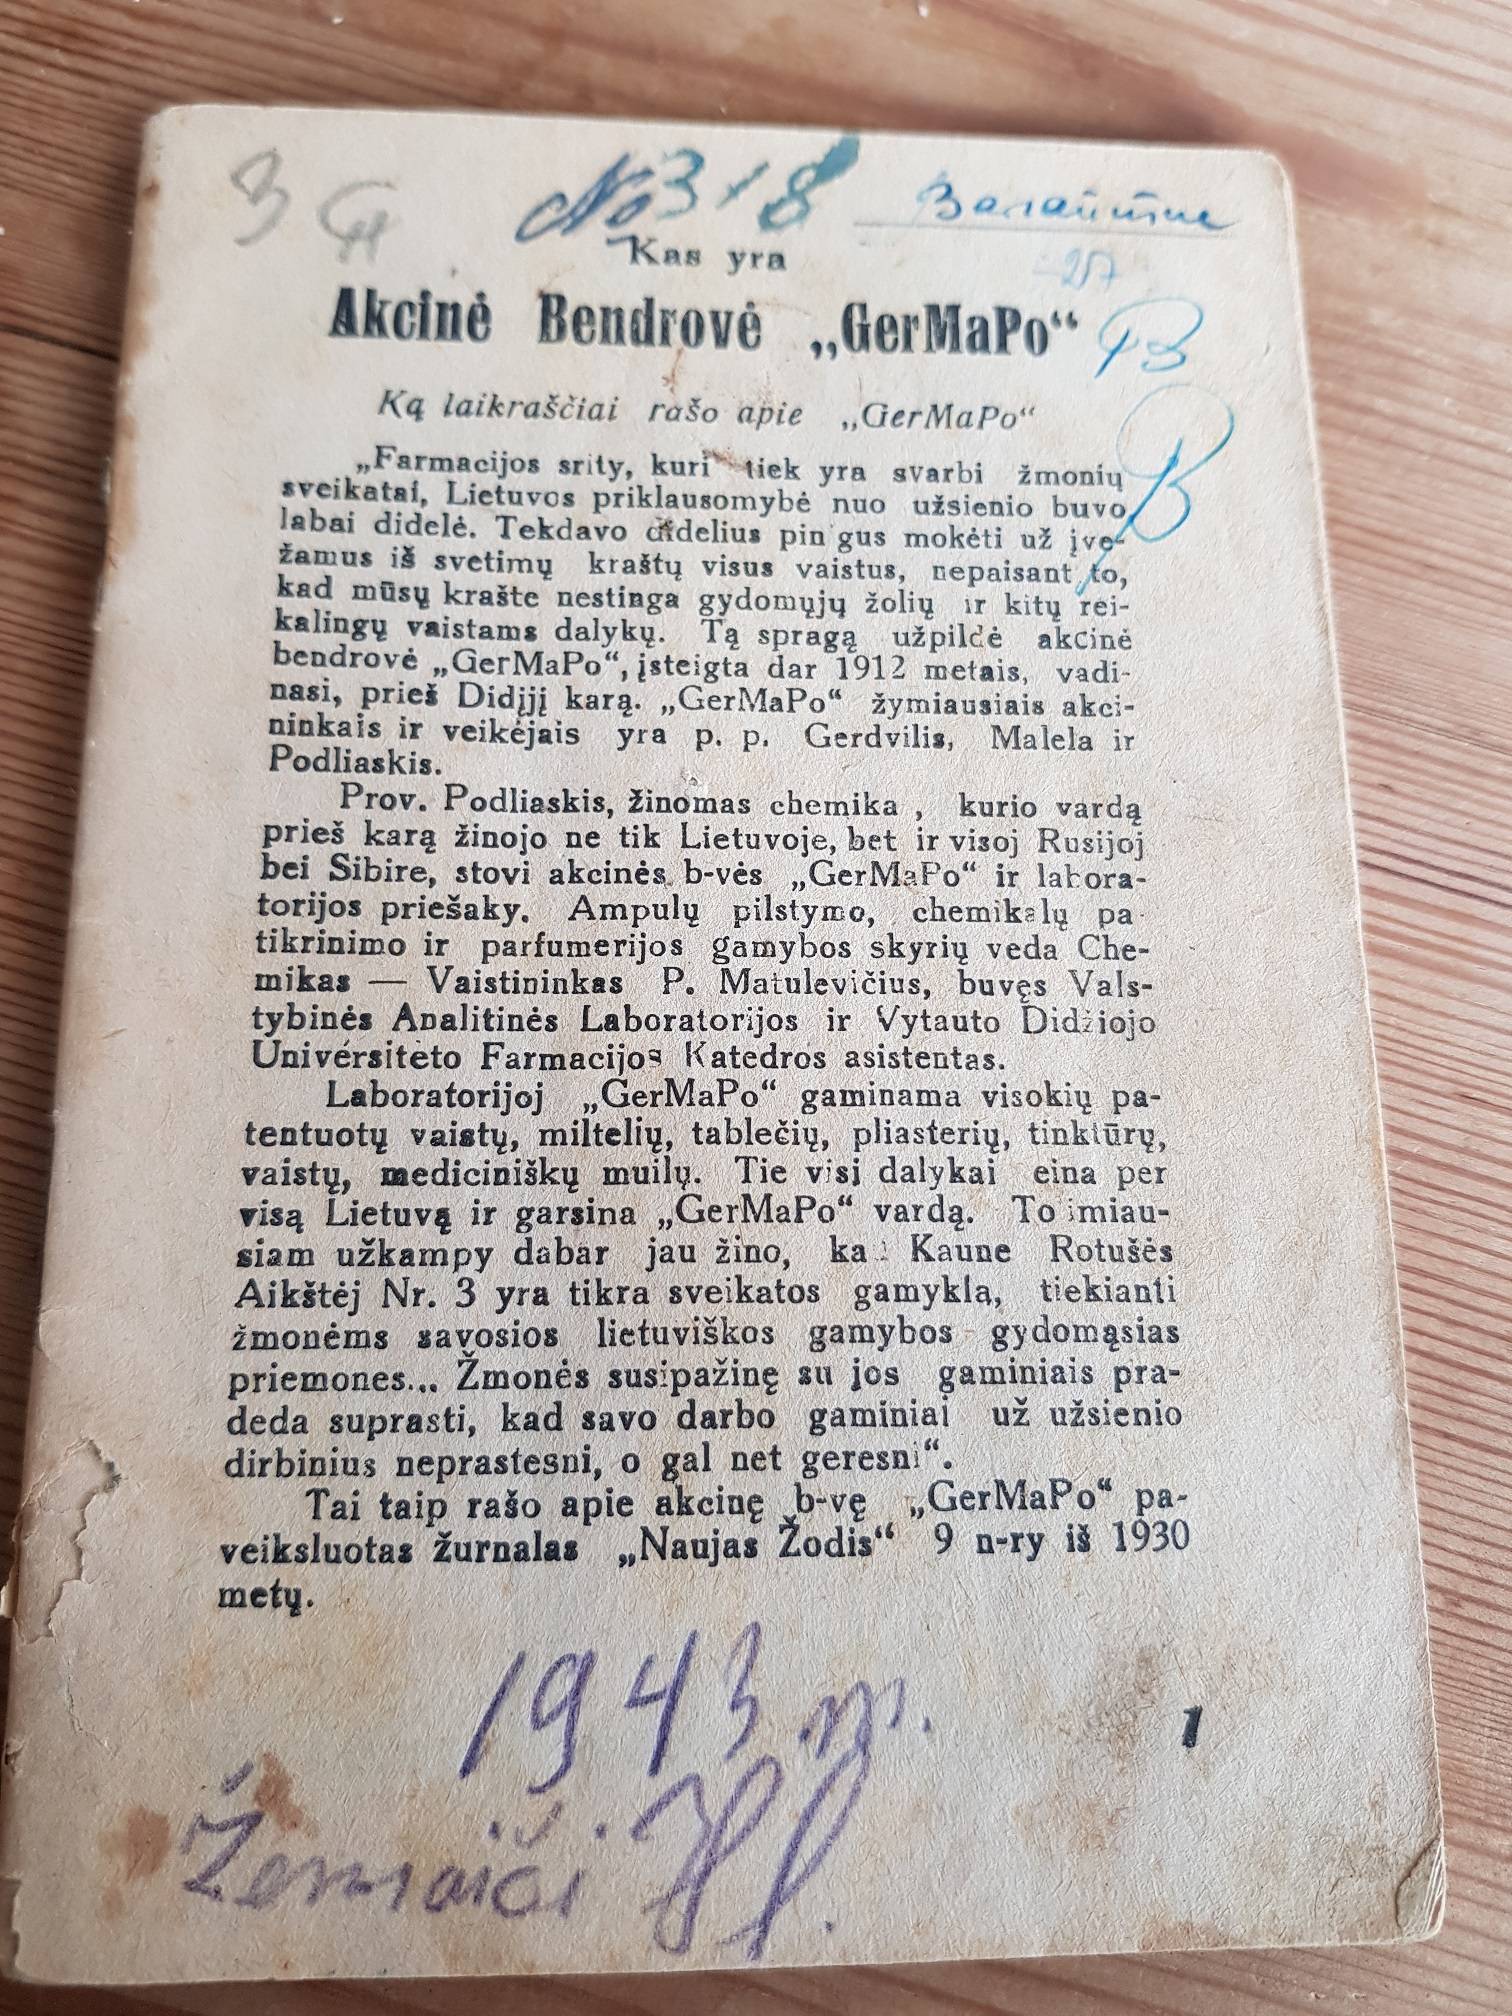 No 318
Kas yra
Akcinė Bendrovė „GerMaPo“
Ką laikraščiai rašo apie „GerMaPo“
„Farmacijos srity, kuri tiek yra svarbi žmonių
sveikatai, Lietuvos priklausomybė nuo užsienio buvo
labai didelė. Tekdavo didelius pin gus mokėti už įve-
žamus iš svetimų kraštų visus vaistus, nepaisant to,
kad mūsų krašte nestinga gydomųjų žolių ir kitų rei-
kalingų vaistams dalykų. Tą spragą užpildė akcinė
bendrovė „GerMaPo“, įsteigta dar 1912 metais, vadi-
nasi, prieš Didįjį karą. „GerMaPo“ žymiausiais akci-
ninkais ir veikėjais yra p. p. Gerdvilis, Malela ir
Podliaskis.
Prov. Podliaskis, žinomas chemika , kurio vardą
prieš karą žinojo ne tik Lietuvoje, bet ir visoj Rusijoj
bei Sibire, stovi akcinės b-vės „GerMaPo“ ir labora-
torijos priešaky. Ampulų pilstymo, chemikalų pa-
tikrinimo ir parfumerijos gamybos skyrių veda Che-
mikas — Vaistininkas P. Matulevičius, buvęs Vals-
tybinės Analitinės Laboratorijos ir Vytauto Didžiojo
Universiteto Farmacijos Katedros asistentas.
Laboratorijoj „GerMaPo“ gaminama visokių pa-
tentuotų vaistų, miltelių, tablečių, pliasterių, tinktūrų,
vaistų, mediciniškų muilų. Tie visi dalykai eina per
visą Lietuvą ir garsina „GerMaPo“ vardą. To imiau-
siam užkampy dabar jau žino, ka Kaune Rotušės
Aikštėj Nr. 3 yra tikra sveikatos gamykla, tiekianti
žmonėms savosios lietuviškos gamybos gydomąsias
priemones... Žmonės susipažinę su jos gaminiais pra-
deda suprasti, kad savo darbo gaminiai už užsienio
dirbinius neprastesni, o gal net geresni“.
Tai taip rašo apie akcinę b-vę „GerMaPo“ pa-
veiksluotas žurnalas „Naujas Žodis“ 9 n-ry iš 1930
metų.
1943 m.
1